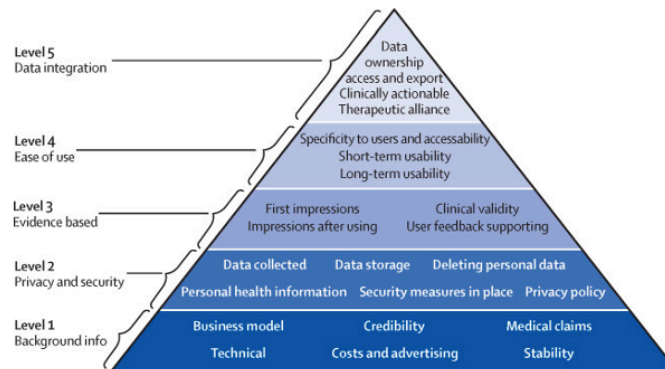 Level 5
Data integration
Data
ownership
access and export
Clinically actionable
Therapeutic alliance
Level 4
Ease of use
Specificity to users and accessability
Short-term usability
Long-term usability
Level 3
Evidence based
First impressions Clinical validity
Impressions after using User feedback supporting
Level 2
Privacy and security
Data collected Data storage Deleting personal data
Personal health information Security measures in place Privacy policy
Level 1
Background info
Business model Credibility Medical claims
Technical Costs and advertising Stability